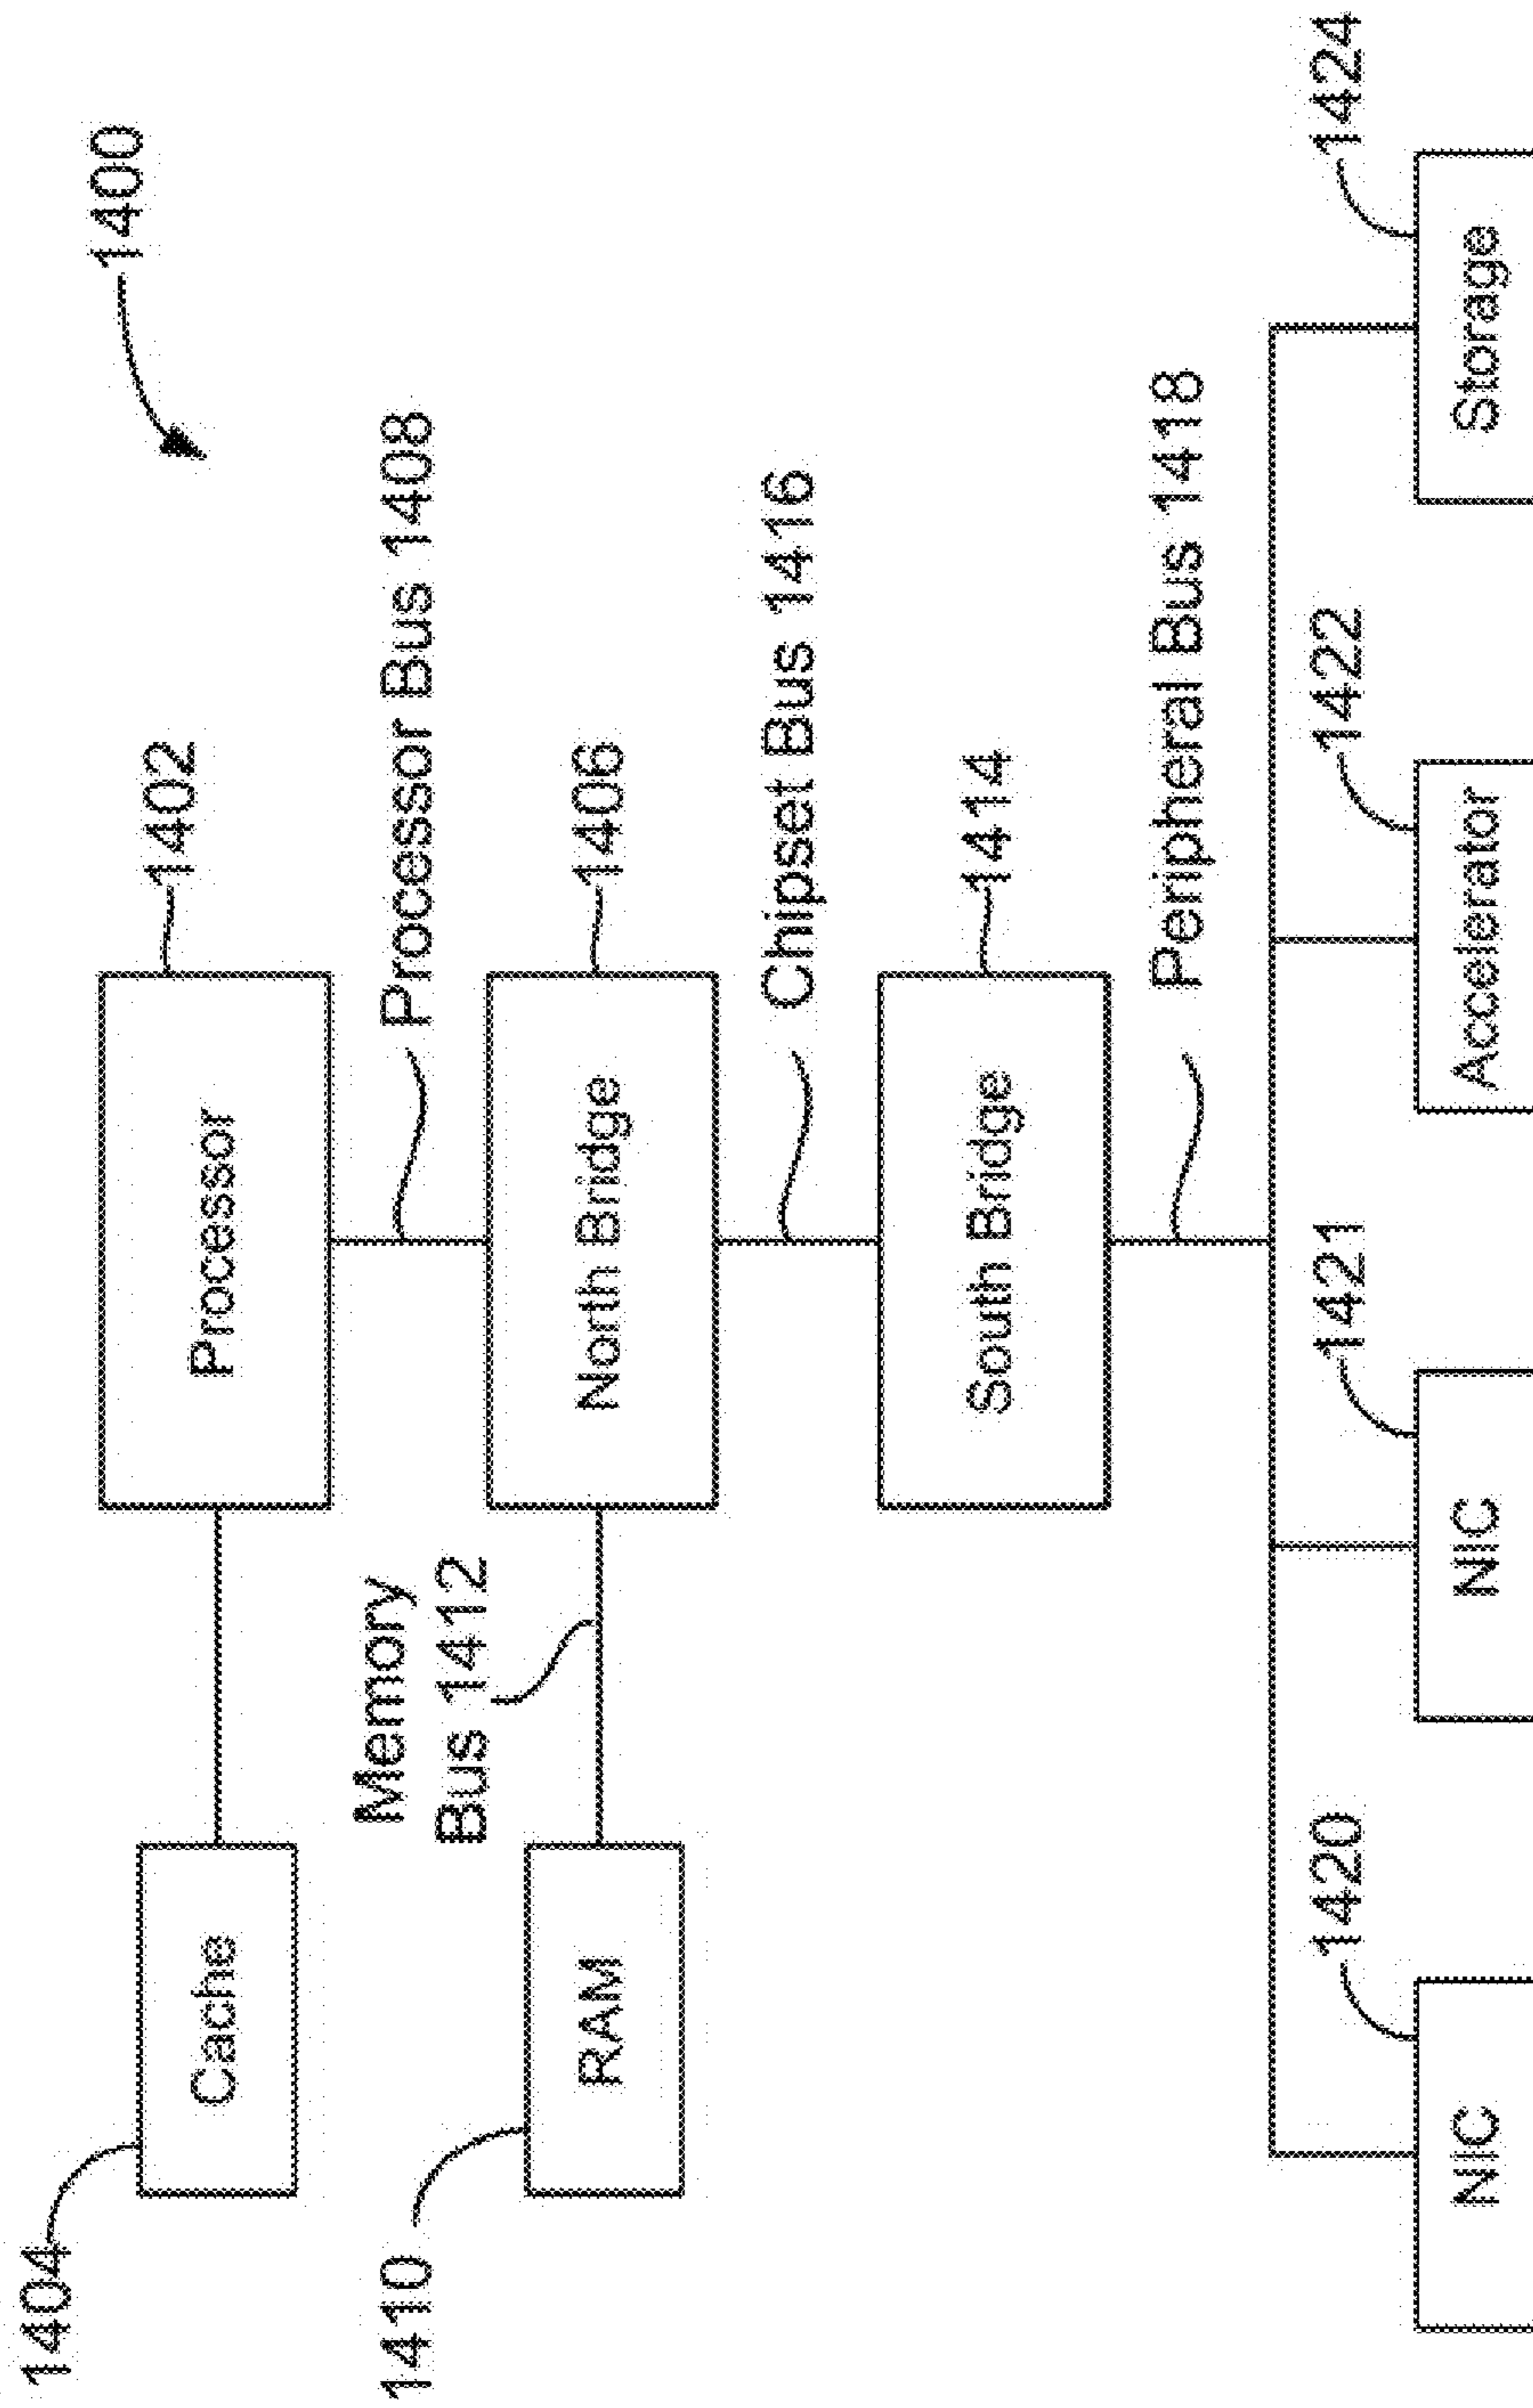 1400
1404
Cache
Processor
1402
Processor Bus 1408
Memory
Bus 1412
1410
RAM
North Bridge
1406
Chipset Bus 1416
South Bridge
1414
Peripheral Bus 1418
1420
1421
1422
1424
NIC
NIC
Accelerator
Storage